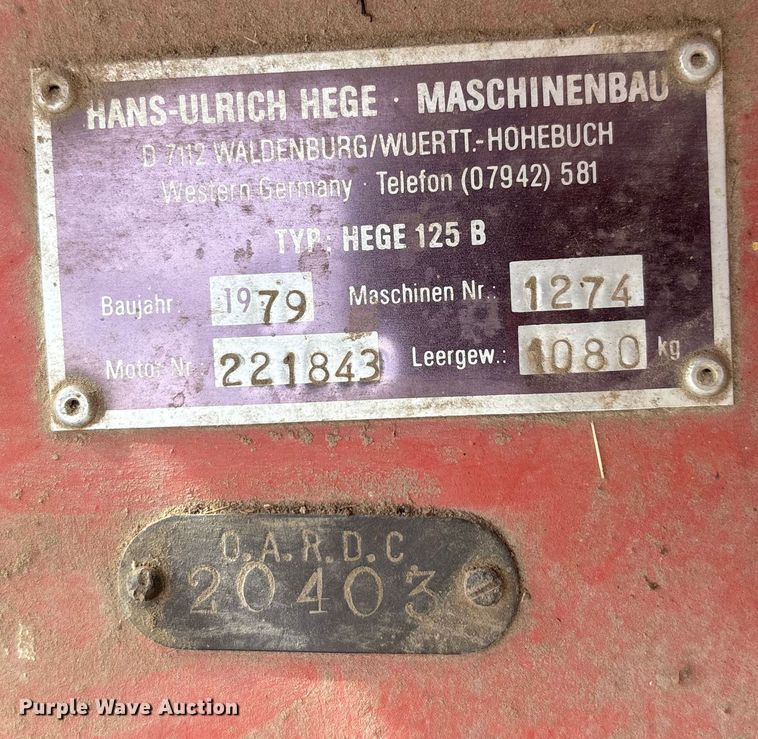 HANS-ULRICH HEGE · MASCHINENBAU
D 7112 WALDENBURG/WUERTT.-HOHEBUCH
Western Germany · Telefon (07942) 581
TYP: HEGE 125 B
Baujahr: 1979 Maschinen Nr.: 1274
Motor Nr. 221843 Leergew.: 1080 kg
O.A.R.D.C.
20403
Purple Wave Auction